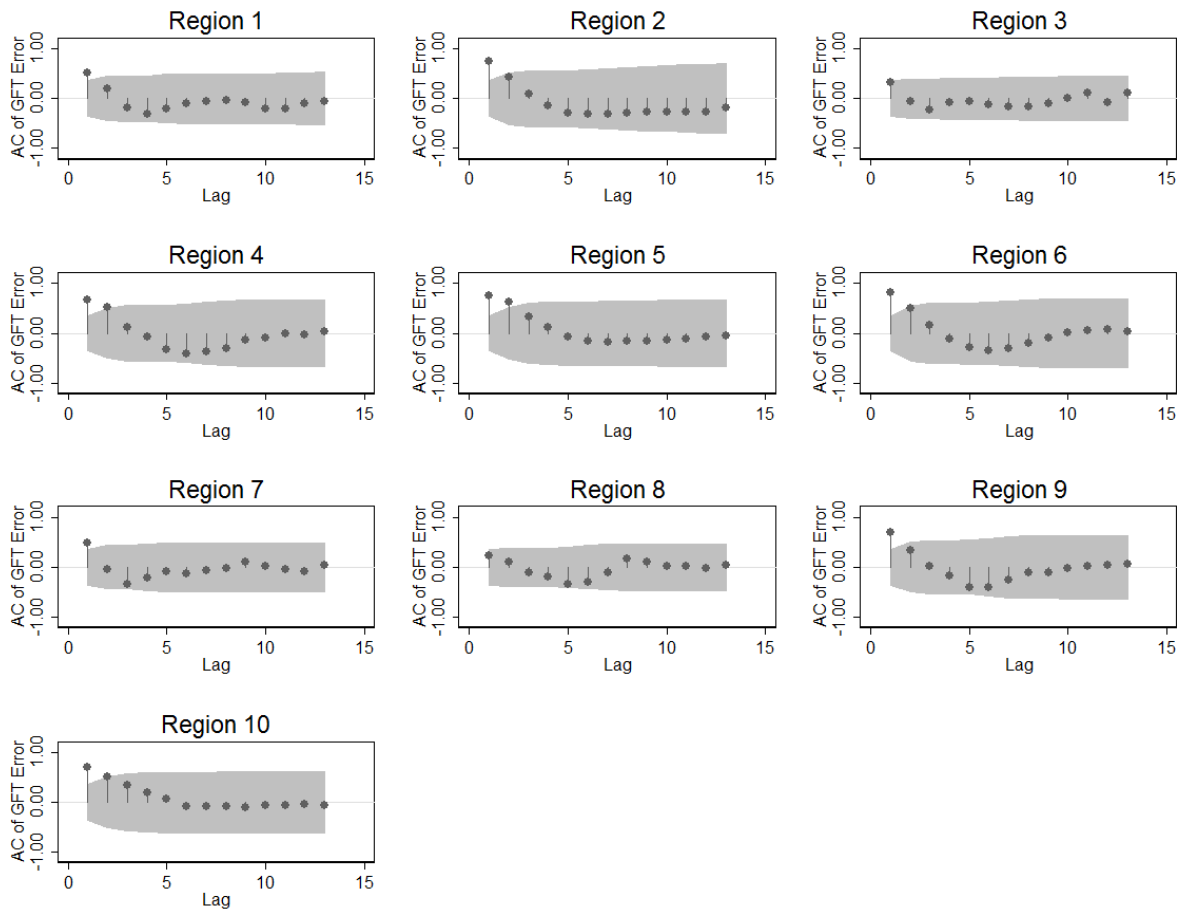 Region 1
AC of GFT Error
1.00
0.00
-1.00
0 5 10 15
Lag
Region 2
AC of GFT Error
1.00
0.00
-1.00
0 5 10 15
Lag
Region 3
AC of GFT Error
1.00
0.00
-1.00
0 5 10 15
Lag
Region 4
AC of GFT Error
1.00
0.00
-1.00
0 5 10 15
Lag
Region 5
AC of GFT Error
1.00
0.00
-1.00
0 5 10 15
Lag
Region 6
AC of GFT Error
1.00
0.00
-1.00
0 5 10 15
Lag
Region 7
AC of GFT Error
1.00
0.00
-1.00
0 5 10 15
Lag
Region 8
AC of GFT Error
1.00
0.00
-1.00
0 5 10 15
Lag
Region 9
AC of GFT Error
1.00
0.00
-1.00
0 5 10 15
Lag
Region 10
AC of GFT Error
1.00
0.00
-1.00
0 5 10 15
Lag